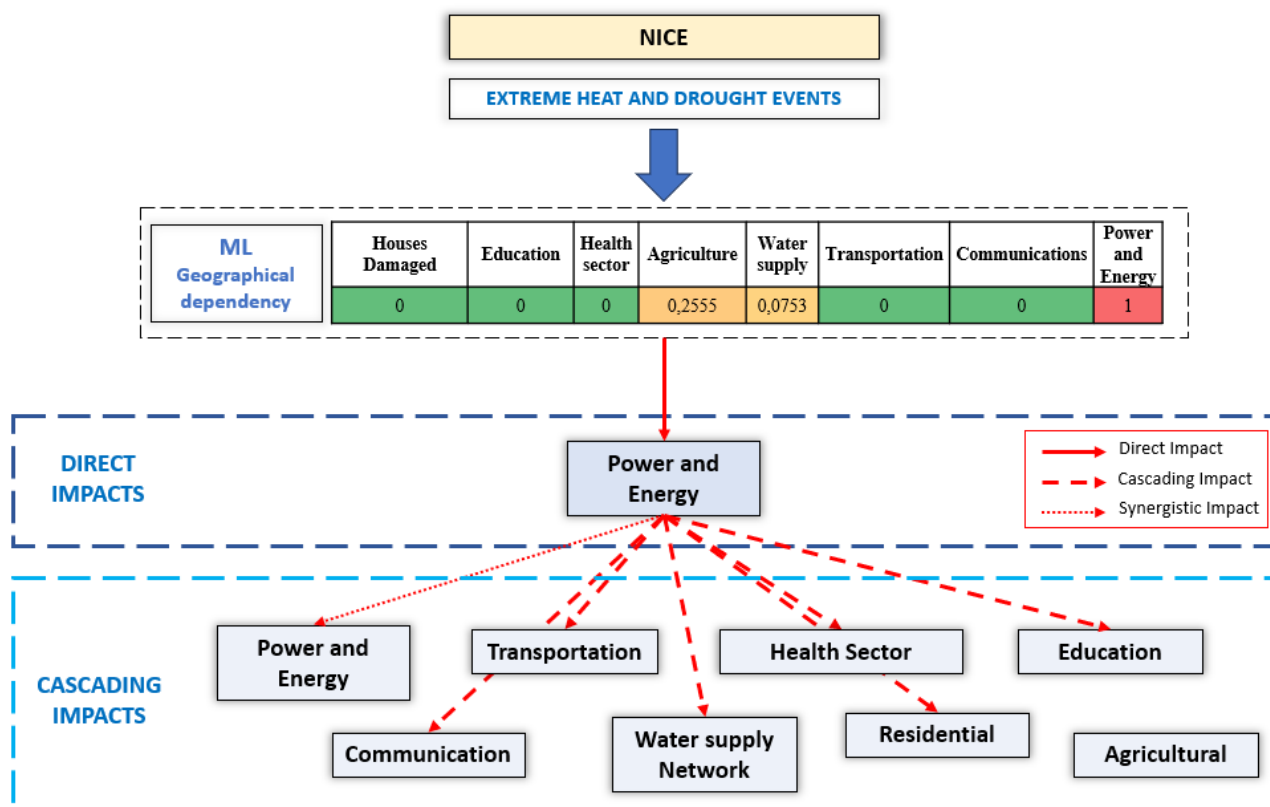 NICE
EXTREME HEAT AND DROUGHT EVENTS
ML
Geographical
dependency
Houses
Damaged
Education
Health
sector
Agriculture
Water
supply
Transportation
Communications
Power
and
Energy
0
0
0
0,2555
0,0753
0
0
1
DIRECT
IMPACTS
Power and
Energy
Direct Impact
Cascading Impact
Synergistic Impact
CASCADING
IMPACTS
Power and
Energy
Transportation
Health Sector
Education
Communication
Water supply
Network
Residential
Agricultural